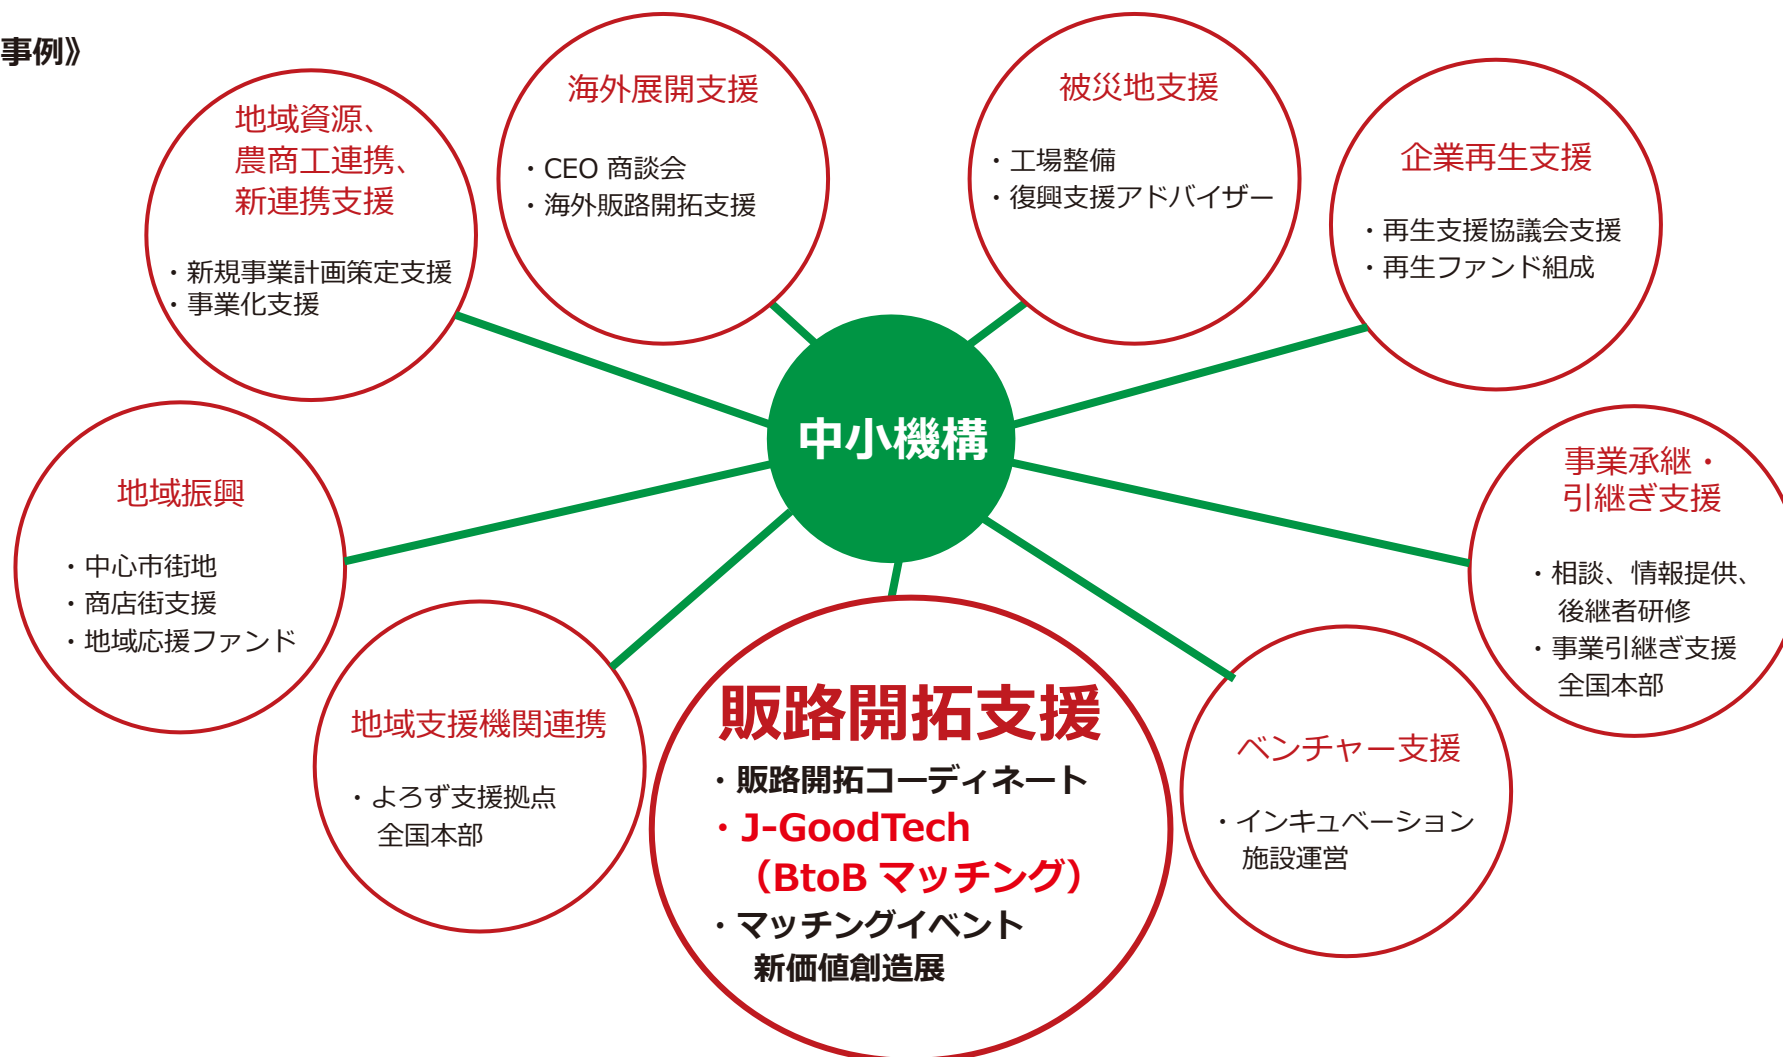 事例》
地域資源、
農商工連携、
新連携支援
・新規事業計画策定支援
・事業化支援
海外展開支援
・CEO 商談会
・海外販路開拓支援
被災地支援
・工場整備
・復興支援アドバイザー
企業再生支援
・再生支援協議会支援
・再生ファンド組成
中小機構
地域振興
・中心市街地
・商店街支援
・地域応援ファンド
事業承継・
引継ぎ支援
・相談、情報提供、
後継者研修
・事業引継ぎ支援
全国本部
地域支援機関連携
・よろず支援拠点
全国本部
販路開拓支援
・販路開拓コーディネート
・J-GoodTech
（BtoB マッチング）
・マッチングイベント
新価値創造展
ベンチャー支援
・インキュベーション
施設運営